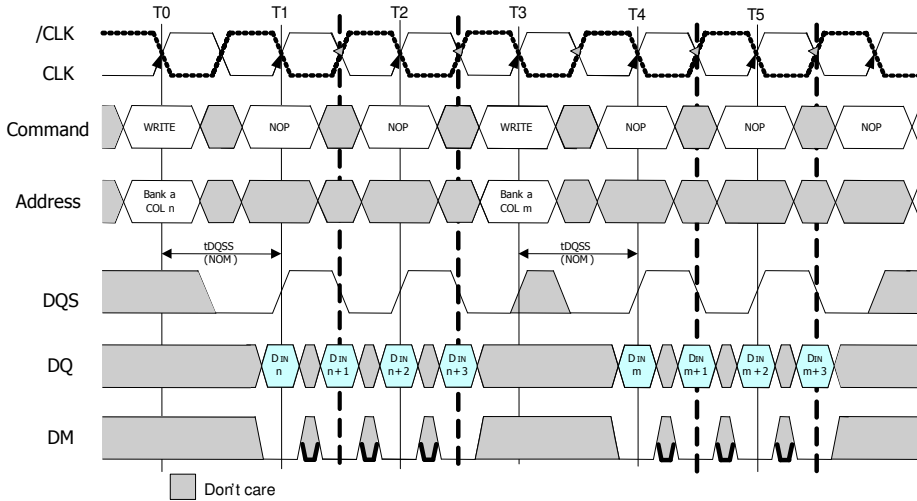 T0 T1 T2 T3 T4 T5
/CLK
CLK
Command WRITE NOP NOP WRITE NOP NOP NOP
Address Bank a Bank a
COL n COL m
tDQSS tDQSS
(NOM) (NOM)
DQS
DQ DIN DIN DIN DIN DIN DIN DIN DIN
n n+1 n+2 n+3 m m+1 m+2 m+3
DM
Don't care